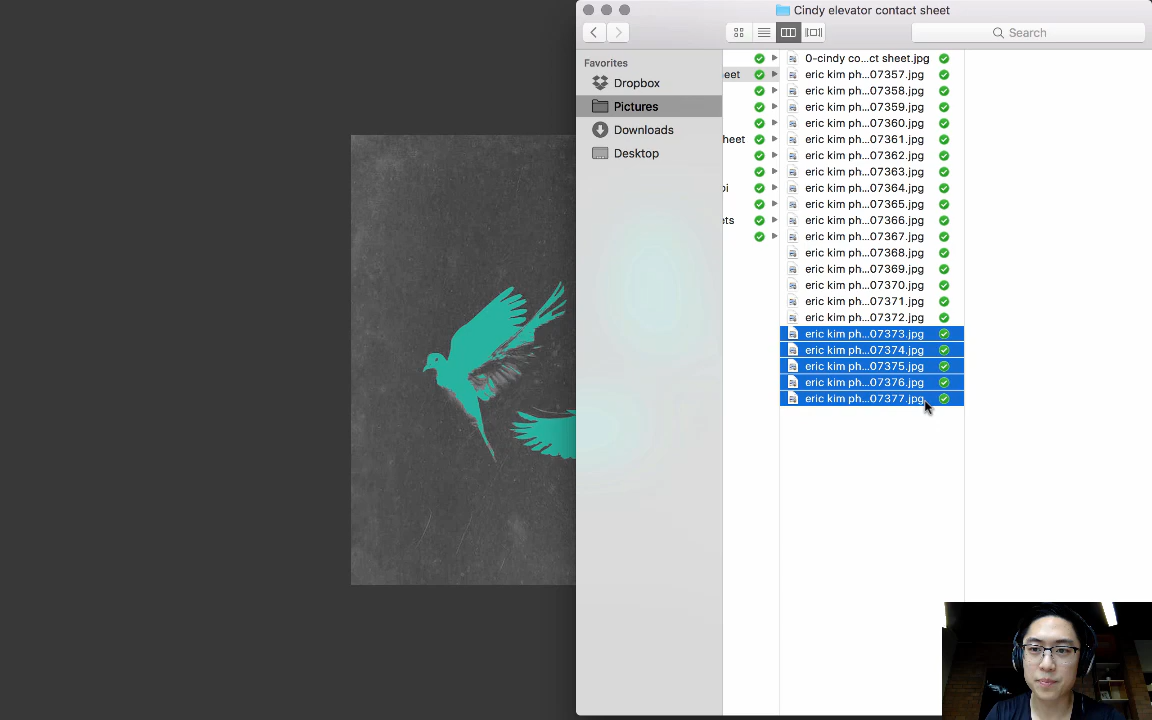 Cindy elevator contact sheet
Search
Favorites
Dropbox
Pictures
Downloads
Desktop
eet
heet
oi
ets
0-cindy co...ct sheet.jpg
eric kim ph...07357.jpg
eric kim ph...07358.jpg
eric kim ph...07359.jpg
eric kim ph...07360.jpg
eric kim ph...07361.jpg
eric kim ph...07362.jpg
eric kim ph...07363.jpg
eric kim ph...07364.jpg
eric kim ph...07365.jpg
eric kim ph...07366.jpg
eric kim ph...07367.jpg
eric kim ph...07368.jpg
eric kim ph...07369.jpg
eric kim ph...07370.jpg
eric kim ph...07371.jpg
eric kim ph...07372.jpg
eric kim ph...07373.jpg
eric kim ph...07374.jpg
eric kim ph...07375.jpg
eric kim ph...07376.jpg
eric kim ph...07377.jpg